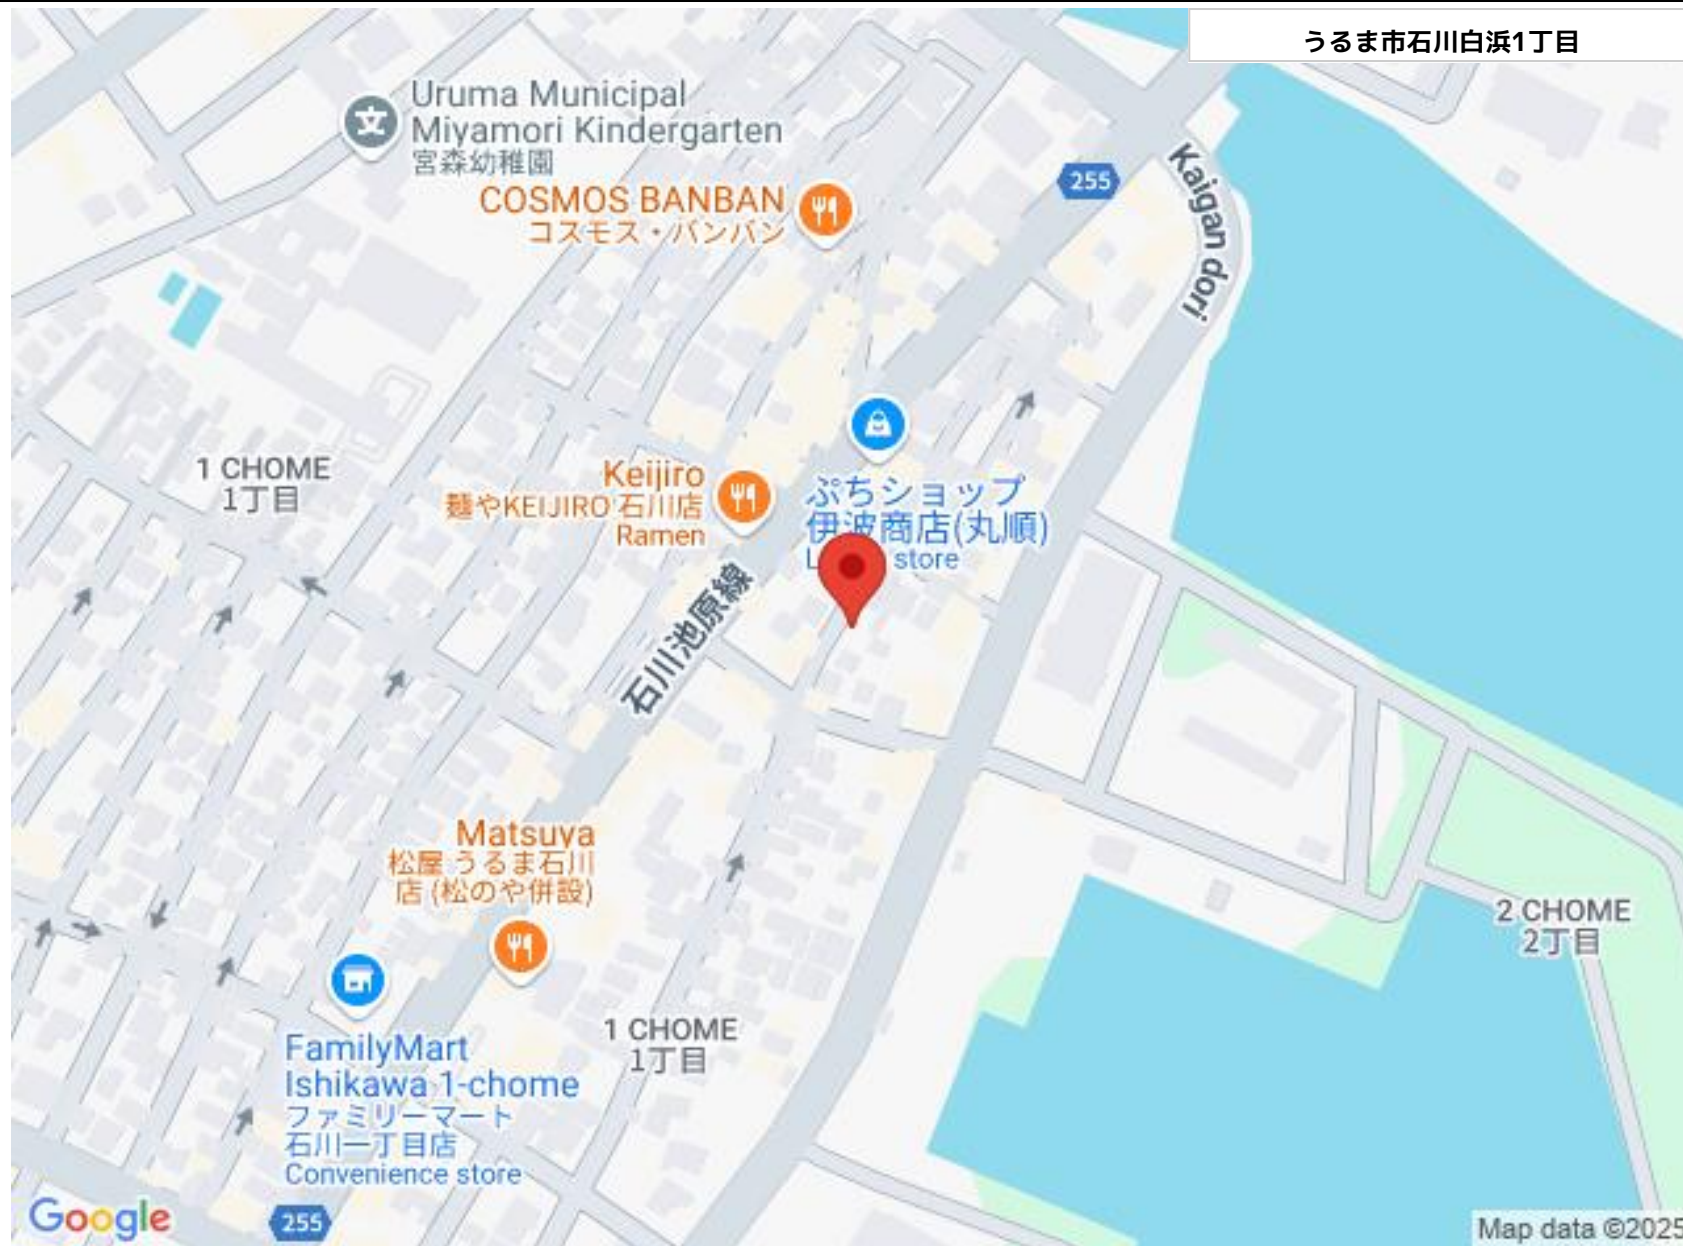 うるま市石川白浜1丁目
Uruma Municipal
Miyamori Kindergarten
宮森幼稚園
COSMOS BANBAN
コスモス・バンバン
255
Kaigan dori
1 CHOME
1丁目
Keijiro
麺やKEIJIRO 石川店
Ramen
ぷちショップ
伊波商店(丸順)
store
石川池原線
Matsuya
松屋 うるま石川
店 (松のや併設)
2 CHOME
2丁目
1 CHOME
1丁目
FamilyMart
Ishikawa 1-chome
ファミリーマート
石川一丁目店
Convenience store
255
Google
Map data ©2025